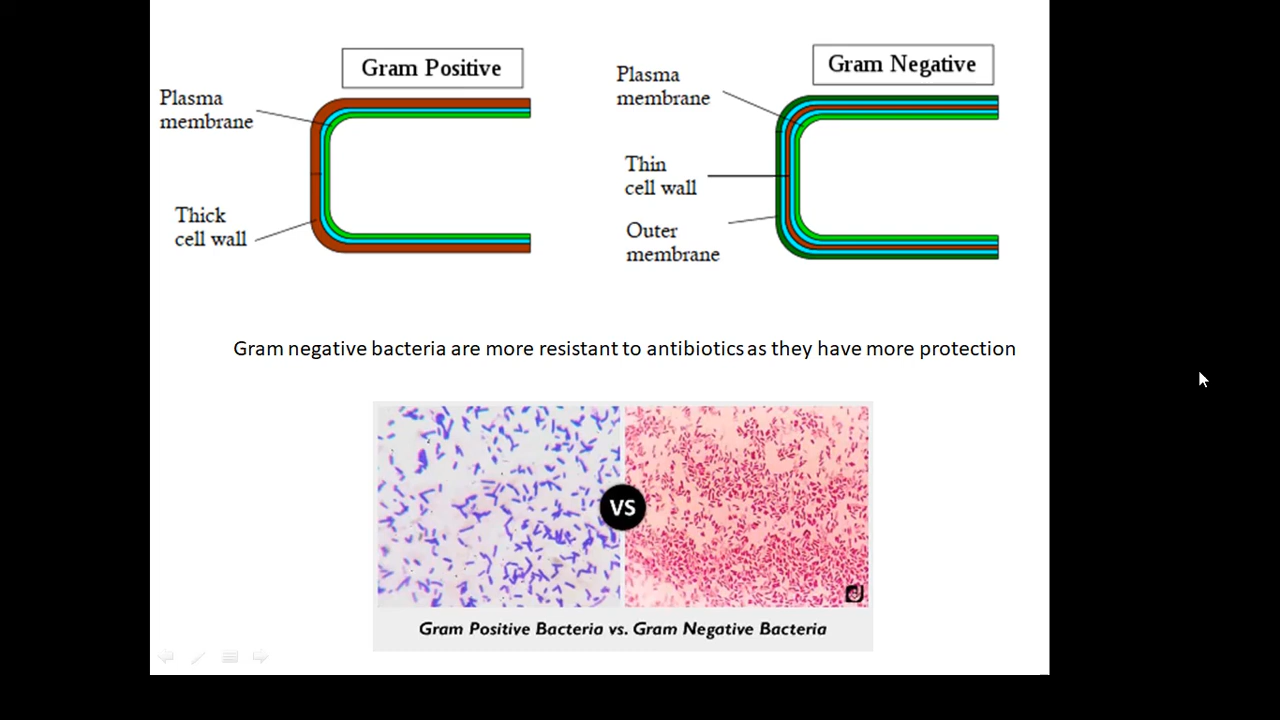 Gram Positive
Plasma
membrane
Thick
cell wall
Gram Negative
Plasma
membrane
Thin
cell wall
Outer
membrane
Gram negative bacteria are more resistant to antibiotics as they have more protection
VS
Gram Positive Bacteria vs. Gram Negative Bacteria